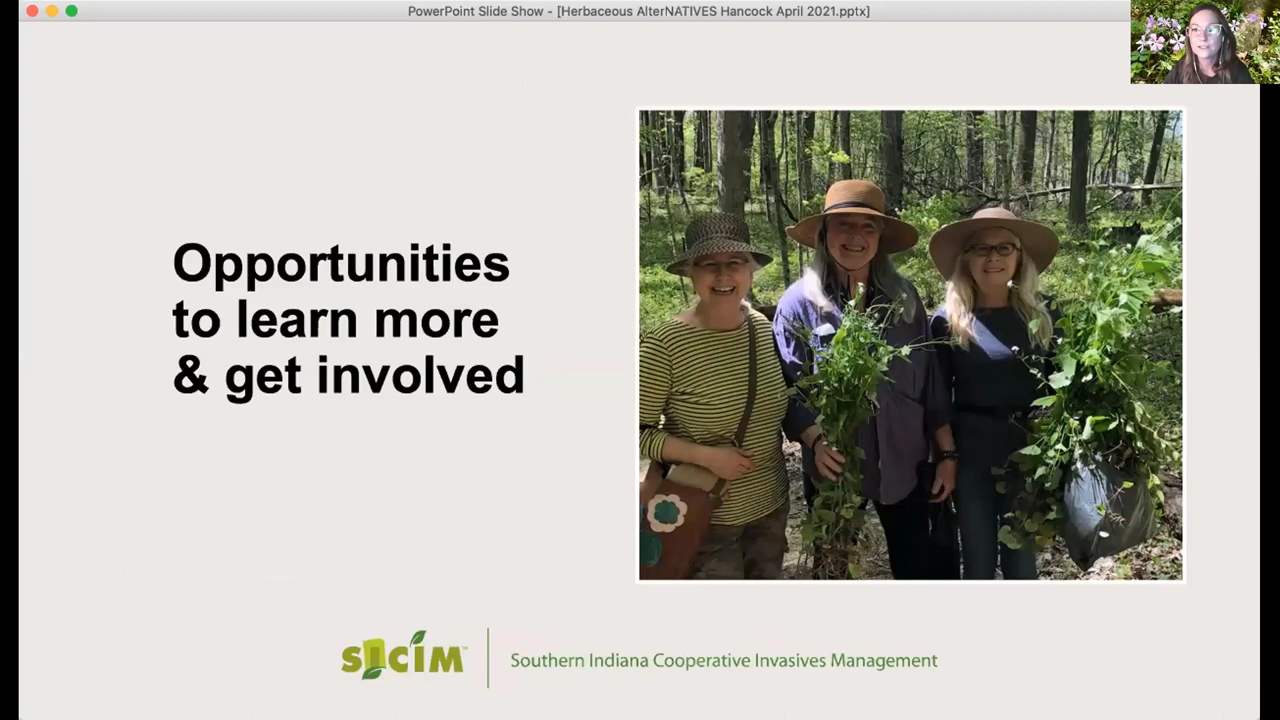 PowerPoint Slide Show - [Herbaceous AlterNATIVES Hancock April 2021.pptx]
Opportunities
to learn more
& get involved
SICIM™
Southern Indiana Cooperative Invasives Management